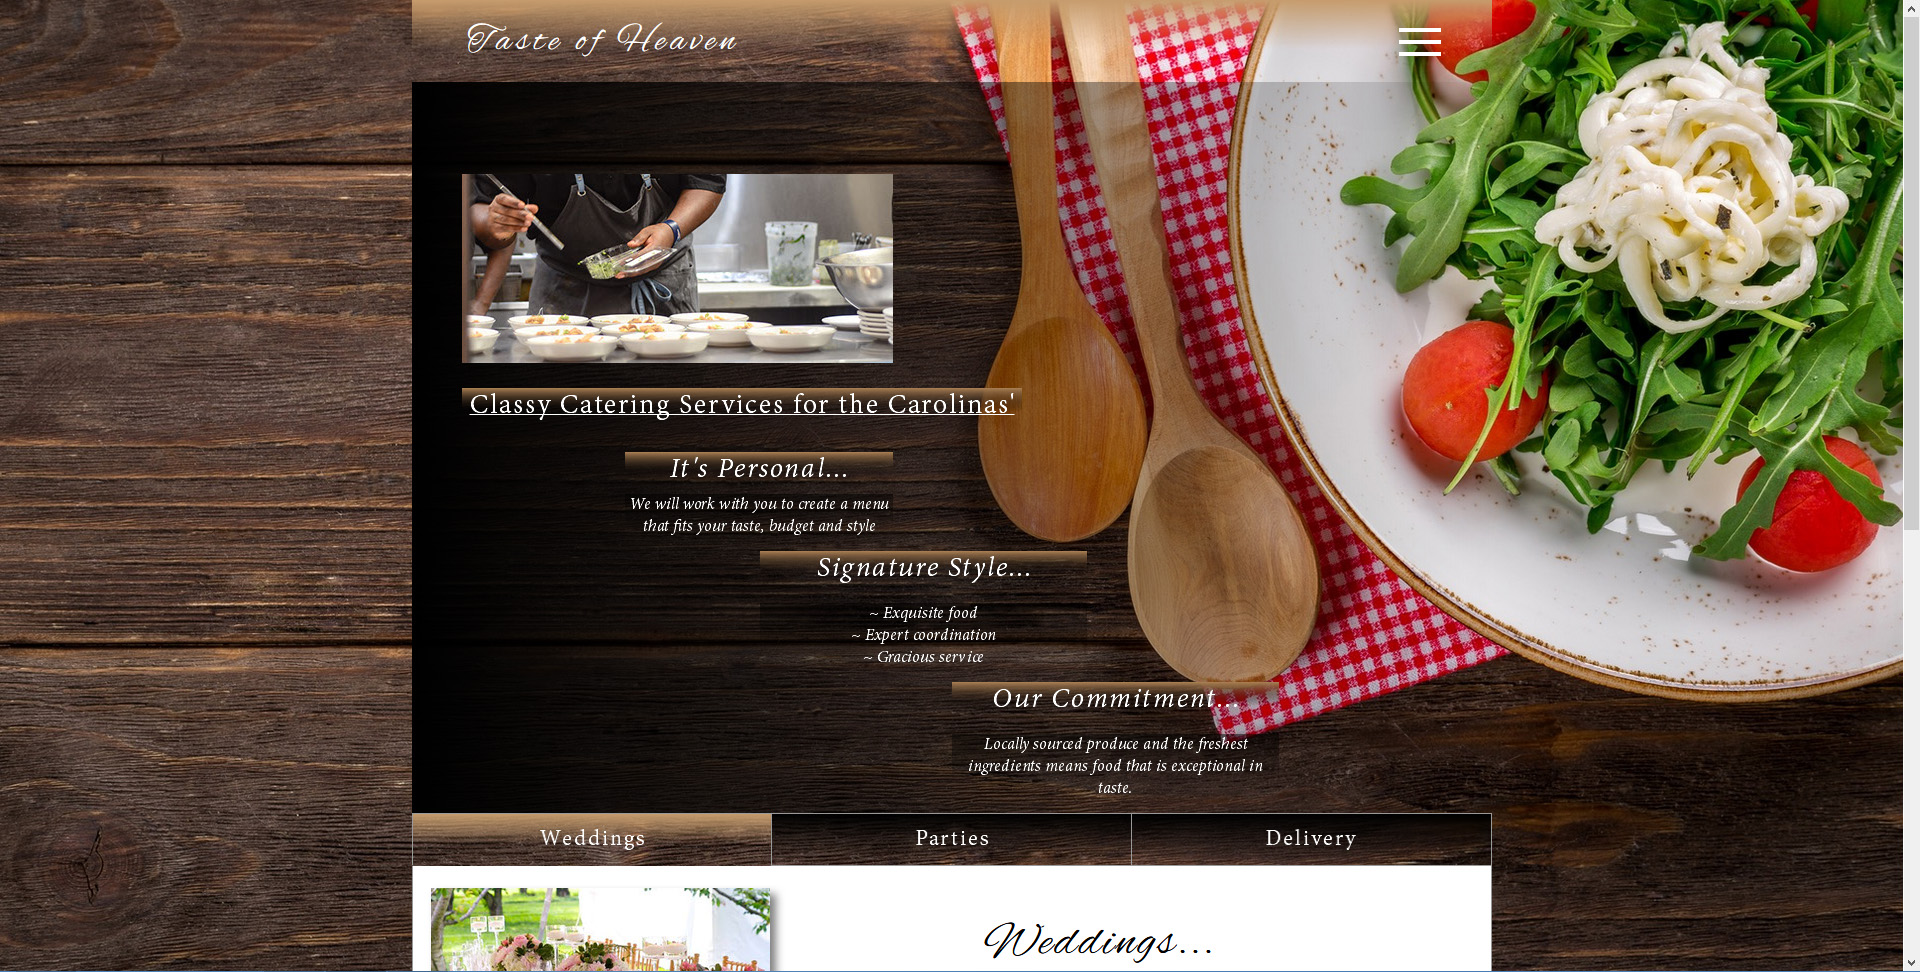 Taste of Heaven
Classy Catering Services for the Carolinas'
It's Personal...
We will work with you to create a menu
that fits your taste, budget and style
Signature Style...
~ Exquisite food
~ Expert coordination
~ Gracious service
Our Commitment...
Locally sourced produce and the freshest
ingredients means food that is exceptional in
taste.
Weddings
Parties
Delivery
Weddings...